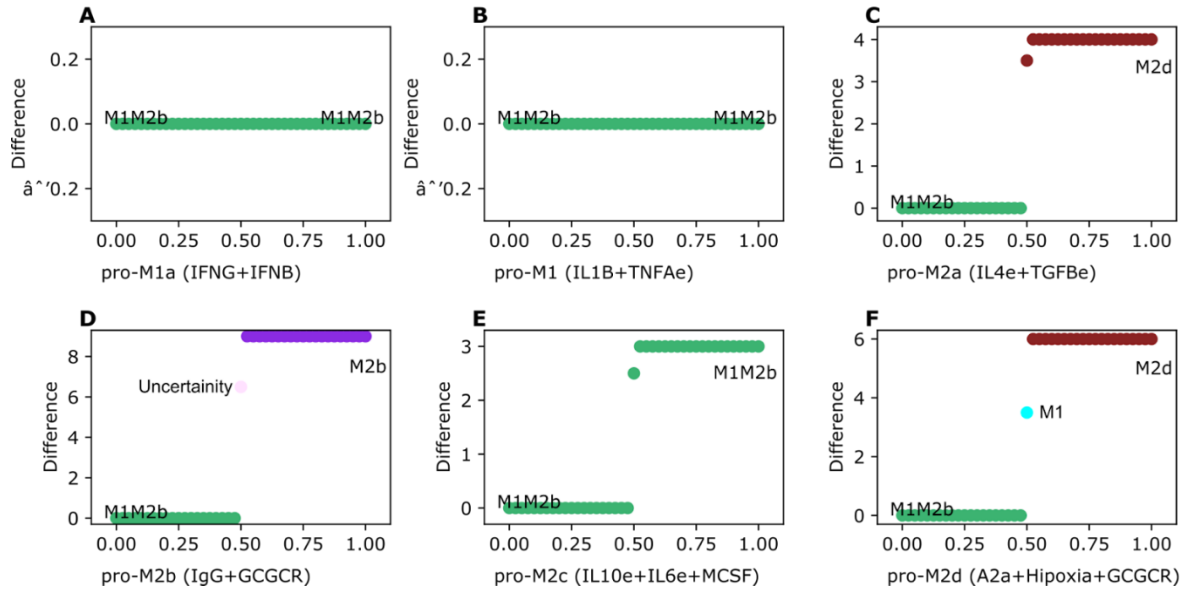 A
B
C
Difference
0.2
0.0
âˆ’0.2
M1M2b
M1M2b
0.00 0.25 0.50 0.75 1.00
pro-M1a (IFNG+IFNB)
Difference
0.2
0.0
âˆ’0.2
M1M2b
M1M2b
0.00 0.25 0.50 0.75 1.00
pro-M1 (IL1B+TNFAe)
Difference
4
3
2
1
0
M2d
M1M2b
0.00 0.25 0.50 0.75 1.00
pro-M2a (IL4e+TGFBe)
D
E
F
Difference
8
6
4
2
0
M2b
Uncertainity
M1M2b
0.00 0.25 0.50 0.75 1.00
pro-M2b (IgG+GCGCR)
Difference
3
2
1
0
M1M2b
M1M2b
0.00 0.25 0.50 0.75 1.00
pro-M2c (IL10e+IL6e+MCSF)
Difference
6
4
2
0
M2d
M1
M1M2b
0.00 0.25 0.50 0.75 1.00
pro-M2d (A2a+Hipoxia+GCGCR)